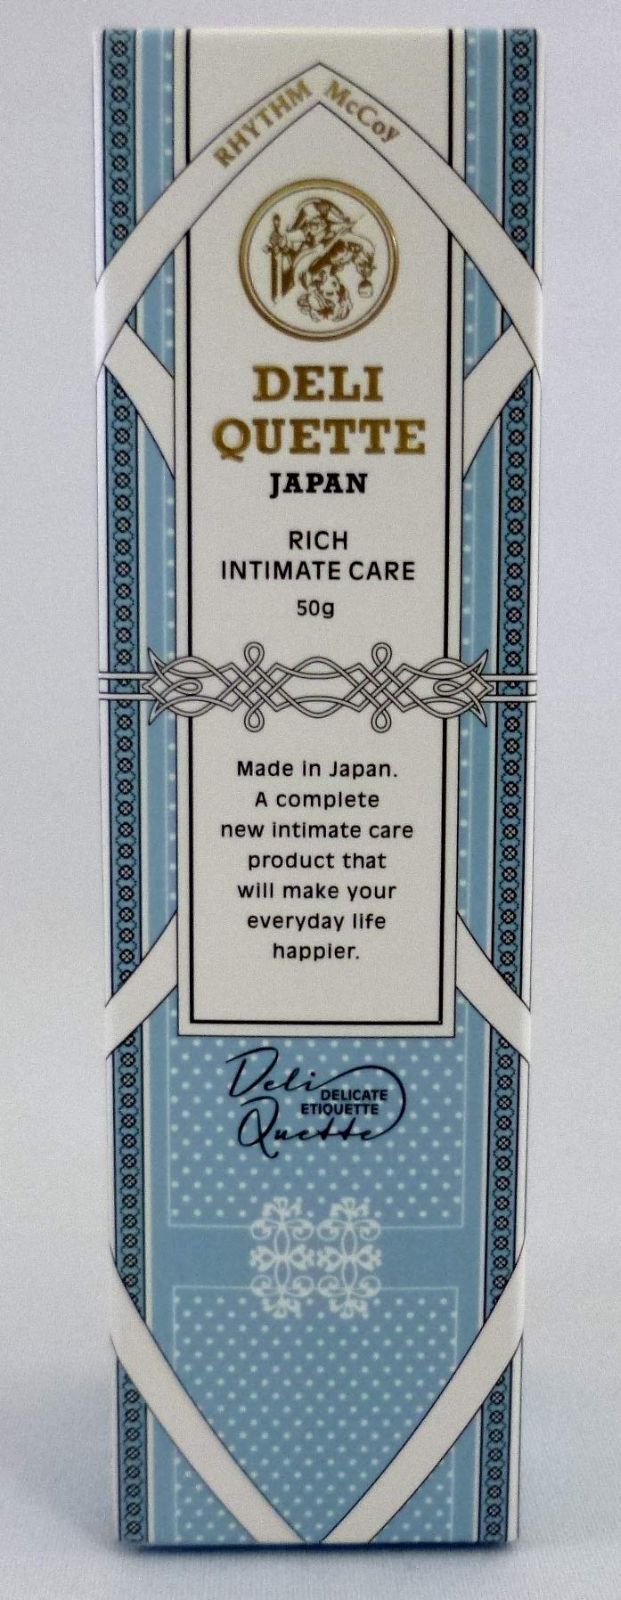 RHYTHM McCoy
DELI
QUETTE
JAPAN
RICH
INTIMATE CARE
50g
Made in Japan.
A complete
new intimate care
product that
will make your
everyday life
happier.
Deli
DELICATE
ETIQUETTE
Quette